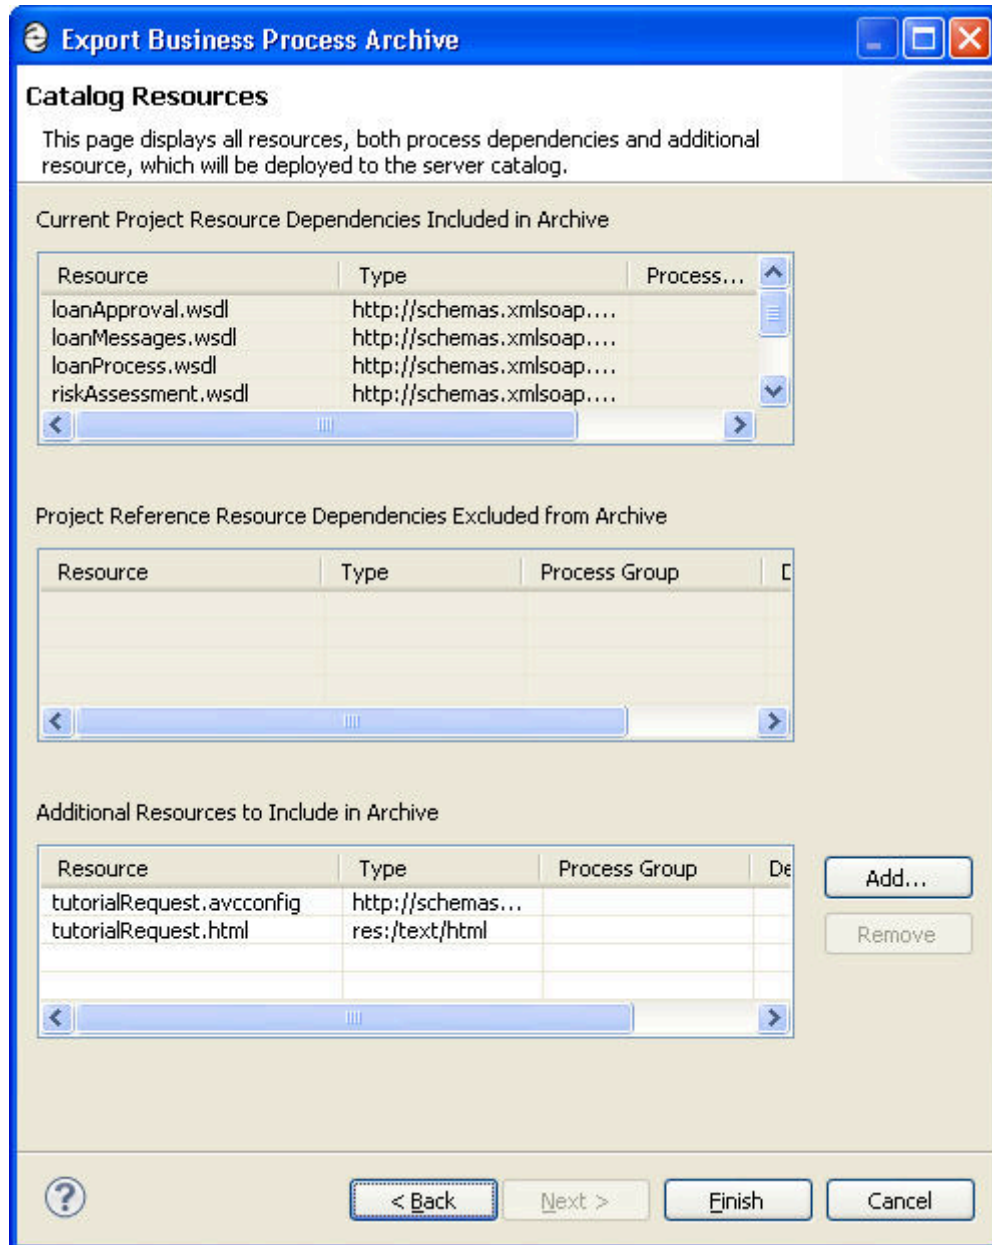 Export Business Process Archive
Catalog Resources
This page displays all resources, both process dependencies and additional
resource, which will be deployed to the server catalog.
Current Project Resource Dependencies Included in Archive
Resource Type Process...
loanApproval.wsdl http://schemas.xmlsoap....
loanMessages.wsdl http://schemas.xmlsoap....
loanProcess.wsdl http://schemas.xmlsoap....
riskAssessment.wsdl http://schemas.xmlsoap....
Project Reference Resource Dependencies Excluded from Archive
Resource Type Process Group D
Additional Resources to Include in Archive
Resource Type Process Group De
tutorialRequest.avcconfig http://schemas...
tutorialRequest.html res:/text/html
Add...
Remove
? < Back Next > Finish Cancel